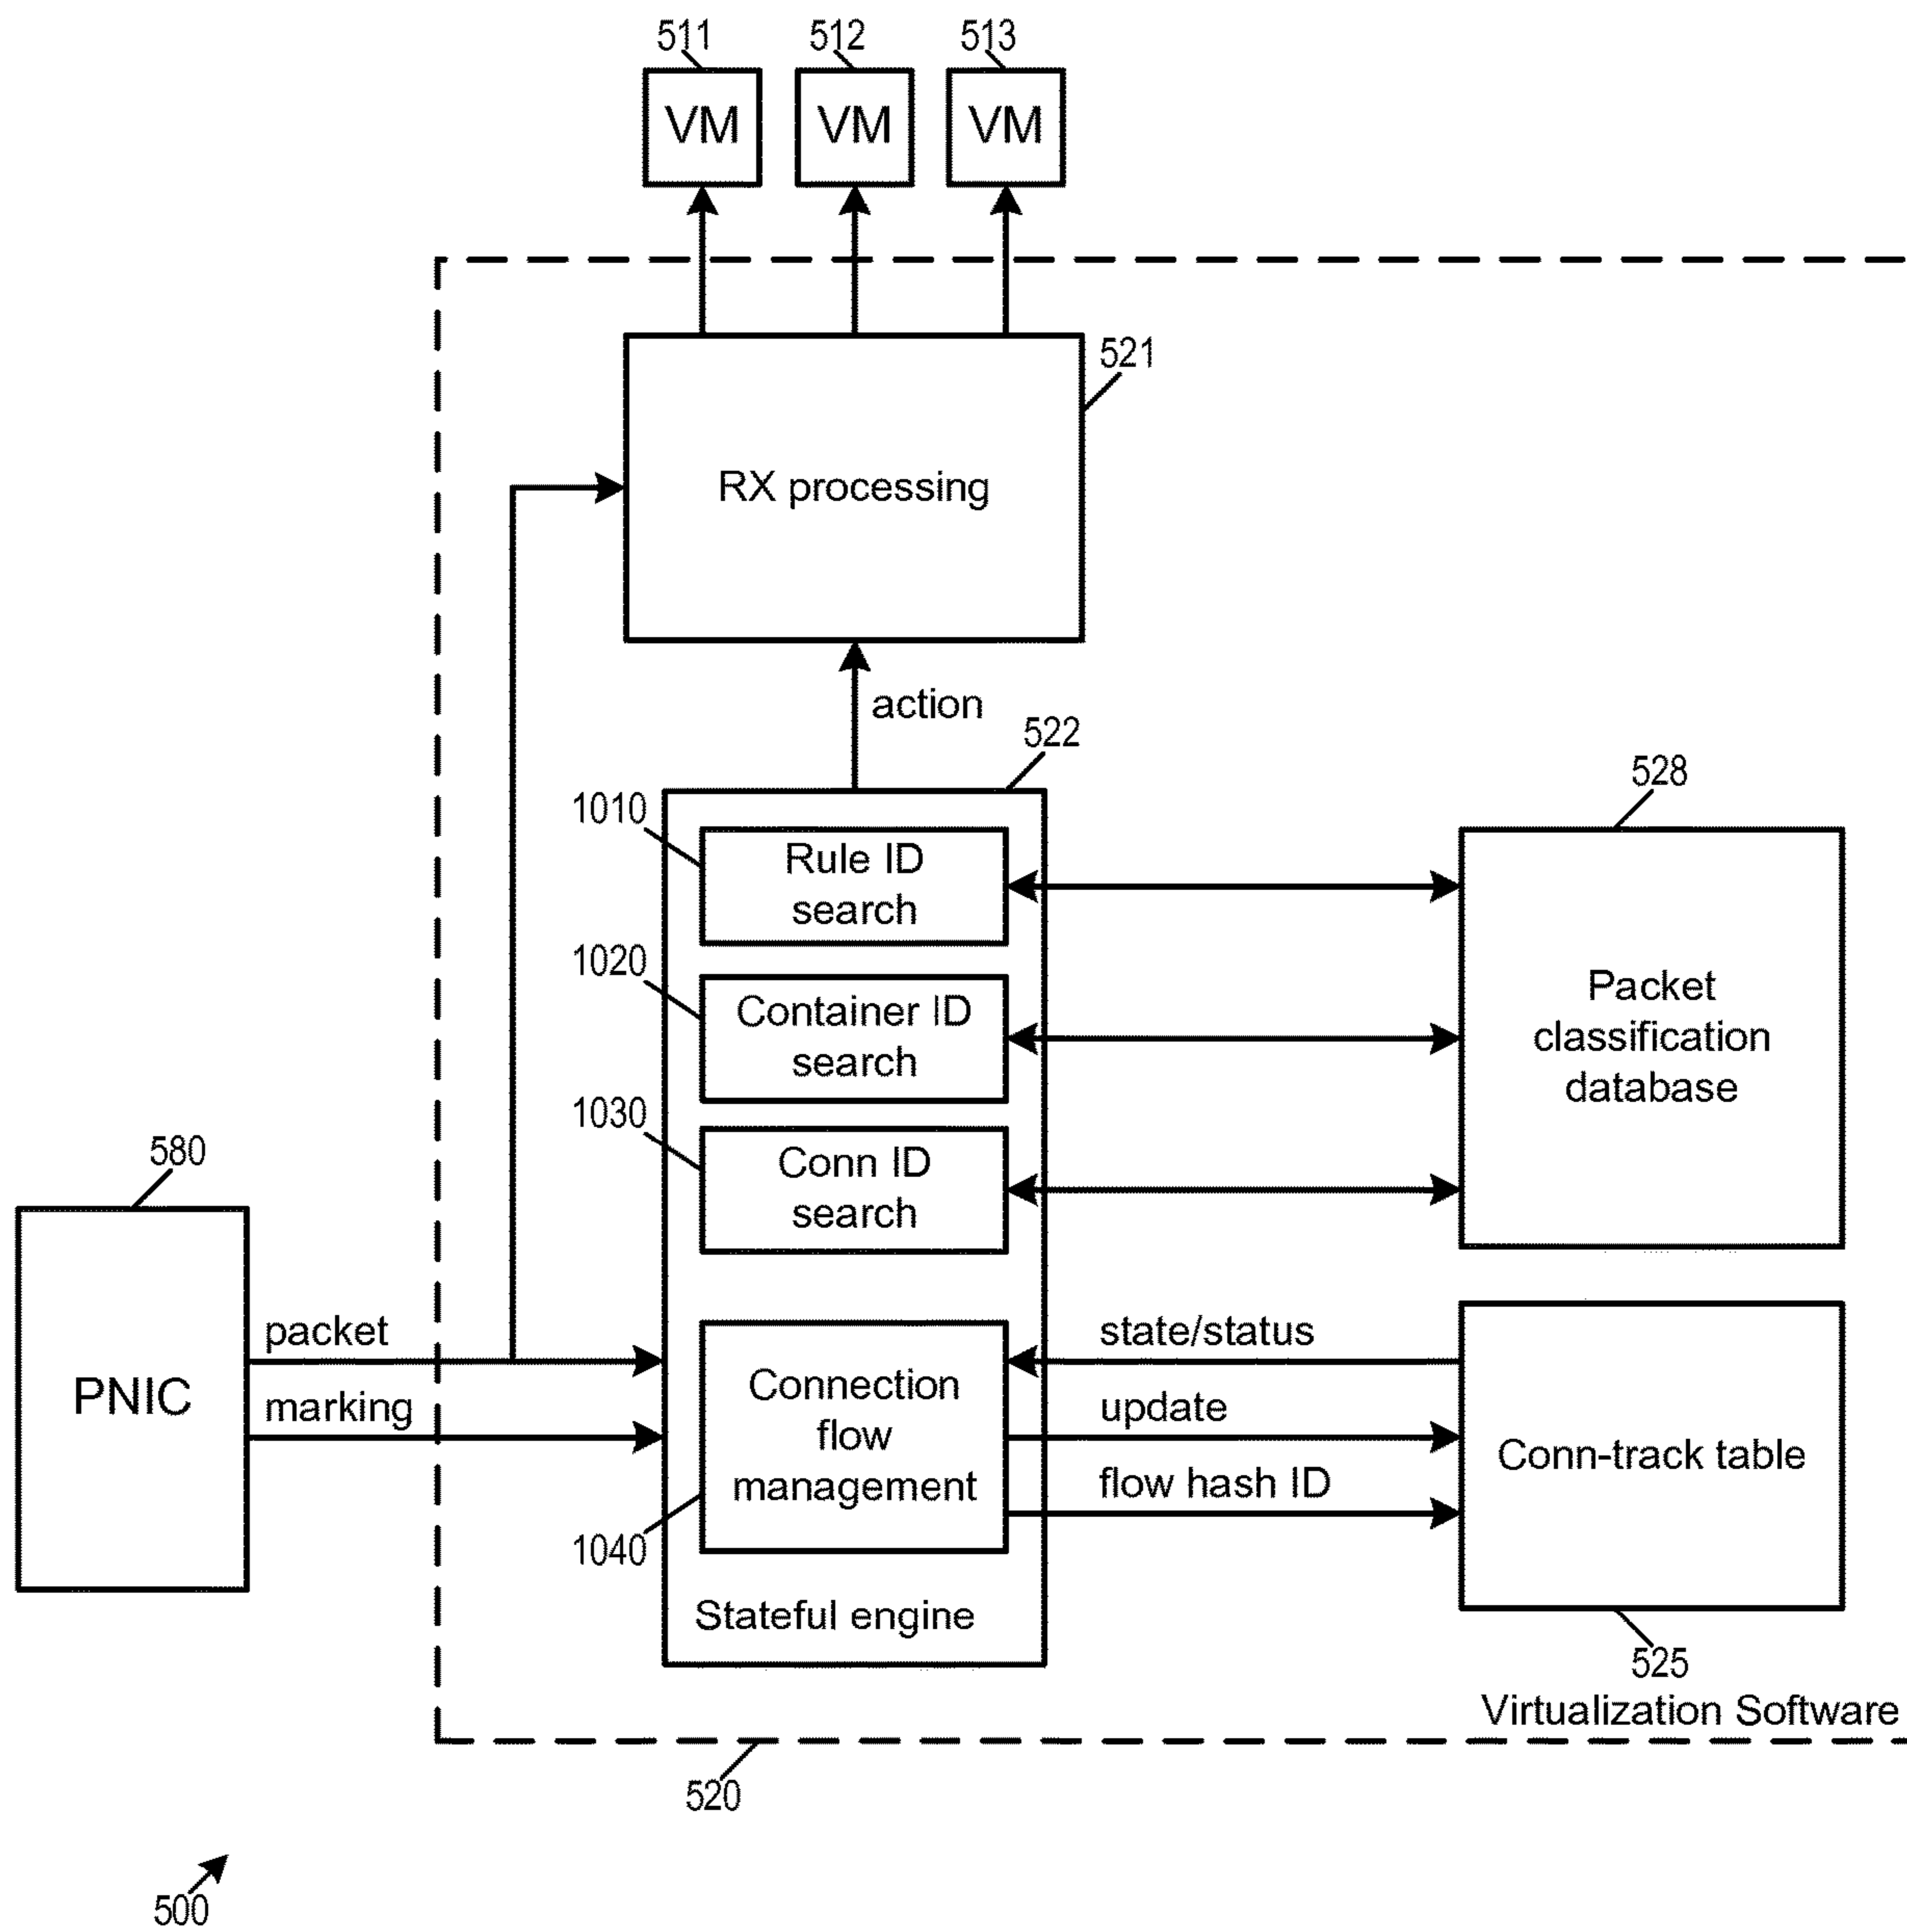 511
512
513
VM
VM
VM
521
RX processing
action
522
528
1010
Rule ID
search
1020
Container ID
search
Packet
classification
database
1030
Conn ID
search
580
packet
state/status
PNIC
marking
Connection
flow
management
update
flow hash ID
Conn-track table
1040
Stateful engine
525
Virtualization Software
520
500